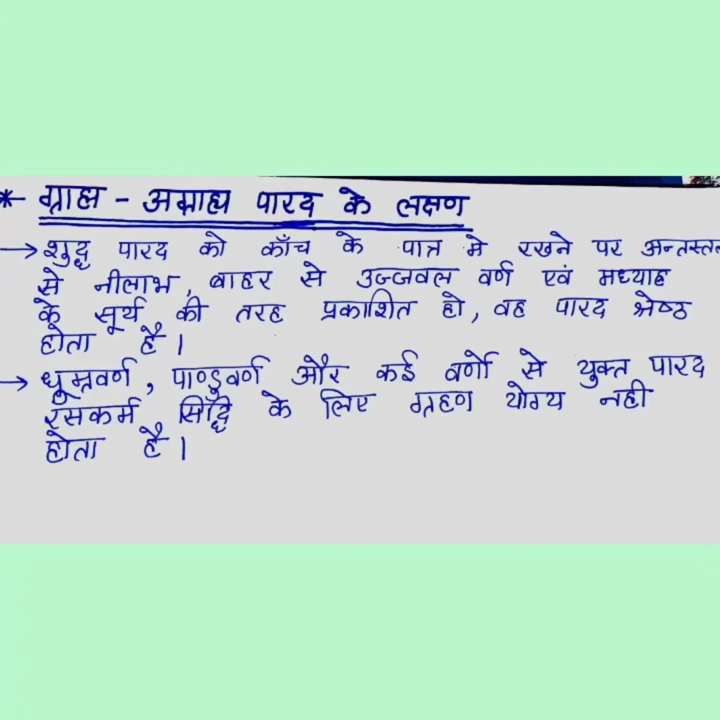 * ग्राह्य - अग्राह्य पारद के लक्षण
→ शुद्ध पारद को काँच के पात्र मे रखने पर अन्तस्तल
से नीलाभ, बाहर से उज्जवल वर्ण एवं मध्याह्न
के सूर्य की तरह प्रकाशित हो, वह पारद श्रेष्ठ
होता है।
→ धूम्रवर्ण, पाण्डुवर्ण और कई वर्णो से युक्त पारद
रसकर्म सिद्धि के लिए ग्रहण योग्य नही
होता है।